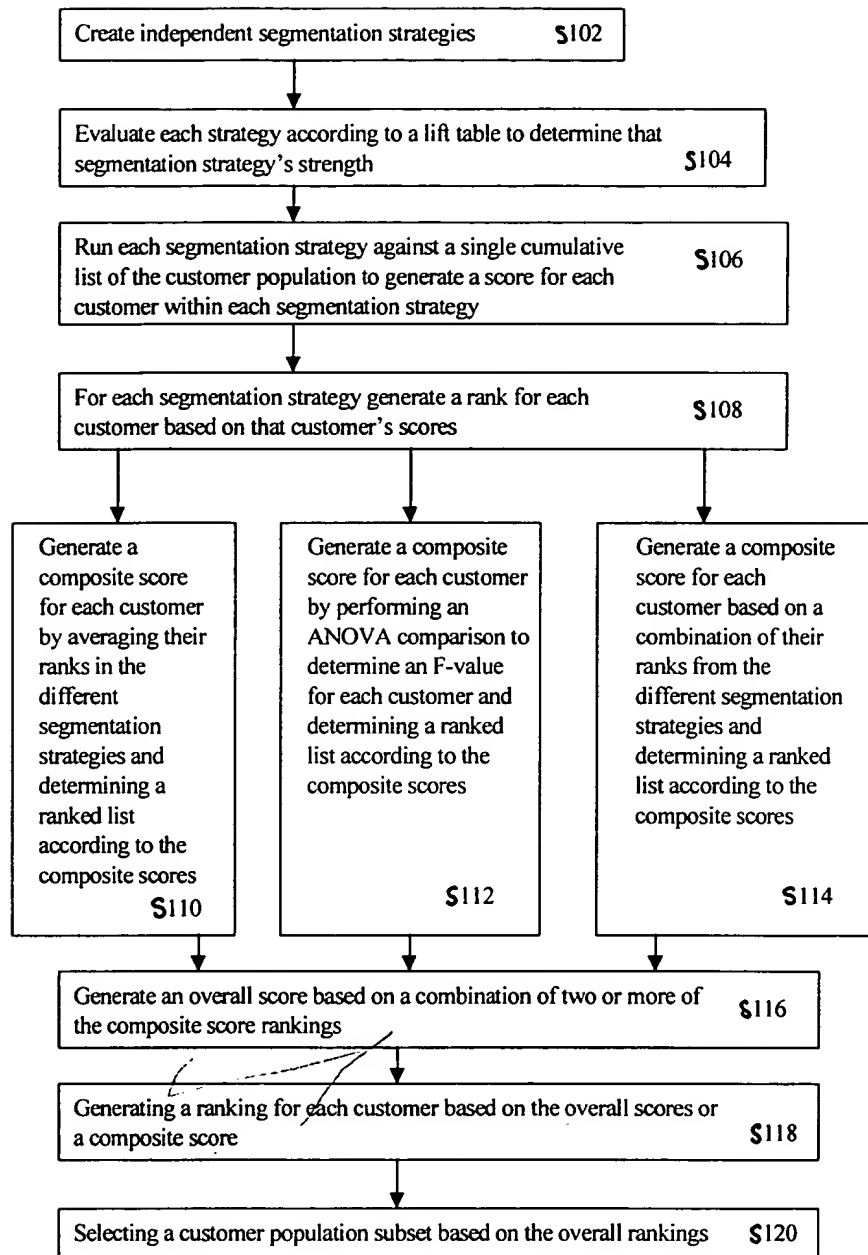 Create independent segmentation strategies S102
Evaluate each strategy according to a lift table to determine that
segmentation strategy's strength S104
Run each segmentation strategy against a single cumulative S106
list of the customer population to generate a score for each
customer within each segmentation strategy
For each segmentation strategy generate a rank for each S108
customer based on that customer's scores
Generate a
composite score
for each customer
by averaging their
ranks in the
different
segmentation
strategies and
determining a
ranked list
according to the
composite scores
S110
Generate a composite
score for each customer
by performing an
ANOVA comparison to
determine an F-value
for each customer and
determining a ranked
list according to the
composite scores
S112
Generate a composite
score for each
customer based on a
combination of their
ranks from the
different segmentation
strategies and
determining a ranked
list according to the
composite scores
S114
Generate an overall score based on a combination of two or more of S116
the composite score rankings
Generating a ranking for each customer based on the overall scores or
a composite score S118
Selecting a customer population subset based on the overall rankings S120